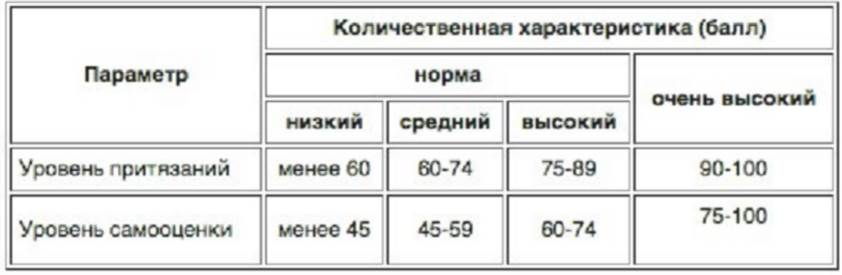 Параметр
Количественная характеристика (балл)
норма
очень высокий
низкий
средний
высокий
Уровень притязаний
менее 60
60-74
75-89
90-100
Уровень самооценки
менее 45
45-59
60-74
75-100